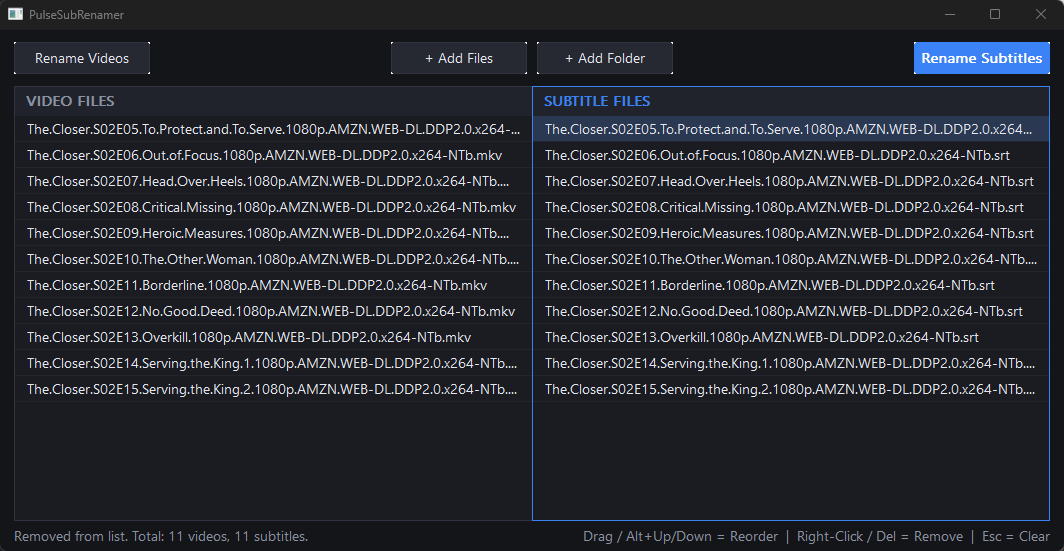 PulseSubRenamer
Rename Videos
+ Add Files
+ Add Folder
Rename Subtitles
VIDEO FILES
The.Closer.S02E05.To.Protect.and.To.Serve.1080p.AMZN.WEB-DL.DDP2.0.x264-...
The.Closer.S02E06.Out.of.Focus.1080p.AMZN.WEB-DL.DDP2.0.x264-NTb.mkv
The.Closer.S02E07.Head.Over.Heels.1080p.AMZN.WEB-DL.DDP2.0.x264-NTb....
The.Closer.S02E08.Critical.Missing.1080p.AMZN.WEB-DL.DDP2.0.x264-NTb.mkv
The.Closer.S02E09.Heroic.Measures.1080p.AMZN.WEB-DL.DDP2.0.x264-NTb....
The.Closer.S02E10.The.Other.Woman.1080p.AMZN.WEB-DL.DDP2.0.x264-NTb....
The.Closer.S02E11.Borderline.1080p.AMZN.WEB-DL.DDP2.0.x264-NTb.mkv
The.Closer.S02E12.No.Good.Deed.1080p.AMZN.WEB-DL.DDP2.0.x264-NTb.mkv
The.Closer.S02E13.Overkill.1080p.AMZN.WEB-DL.DDP2.0.x264-NTb.mkv
The.Closer.S02E14.Serving.the.King.1.1080p.AMZN.WEB-DL.DDP2.0.x264-NTb....
The.Closer.S02E15.Serving.the.King.2.1080p.AMZN.WEB-DL.DDP2.0.x264-NTb....
SUBTITLE FILES
The.Closer.S02E05.To.Protect.and.To.Serve.1080p.AMZN.WEB-DL.DDP2.0.x264...
The.Closer.S02E06.Out.of.Focus.1080p.AMZN.WEB-DL.DDP2.0.x264-NTb.srt
The.Closer.S02E07.Head.Over.Heels.1080p.AMZN.WEB-DL.DDP2.0.x264-NTb.srt
The.Closer.S02E08.Critical.Missing.1080p.AMZN.WEB-DL.DDP2.0.x264-NTb.srt
The.Closer.S02E09.Heroic.Measures.1080p.AMZN.WEB-DL.DDP2.0.x264-NTb.srt
The.Closer.S02E10.The.Other.Woman.1080p.AMZN.WEB-DL.DDP2.0.x264-NTb....
The.Closer.S02E11.Borderline.1080p.AMZN.WEB-DL.DDP2.0.x264-NTb.srt
The.Closer.S02E12.No.Good.Deed.1080p.AMZN.WEB-DL.DDP2.0.x264-NTb.srt
The.Closer.S02E13.Overkill.1080p.AMZN.WEB-DL.DDP2.0.x264-NTb.srt
The.Closer.S02E14.Serving.the.King.1.1080p.AMZN.WEB-DL.DDP2.0.x264-NTb....
The.Closer.S02E15.Serving.the.King.2.1080p.AMZN.WEB-DL.DDP2.0.x264-NTb....
Removed from list. Total: 11 videos, 11 subtitles.
Drag / Alt+Up/Down = Reorder | Right-Click / Del = Remove | Esc = Clear